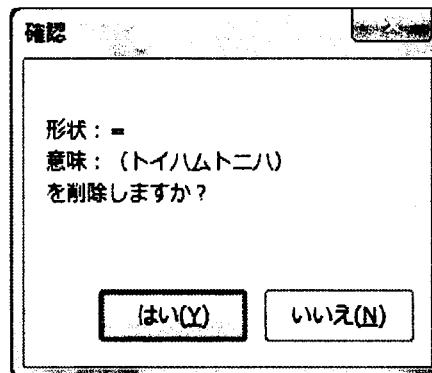 確認
形状：=
意味：（トイハムトニハ）
を削除しますか？
はい(Y)
いいえ(N)